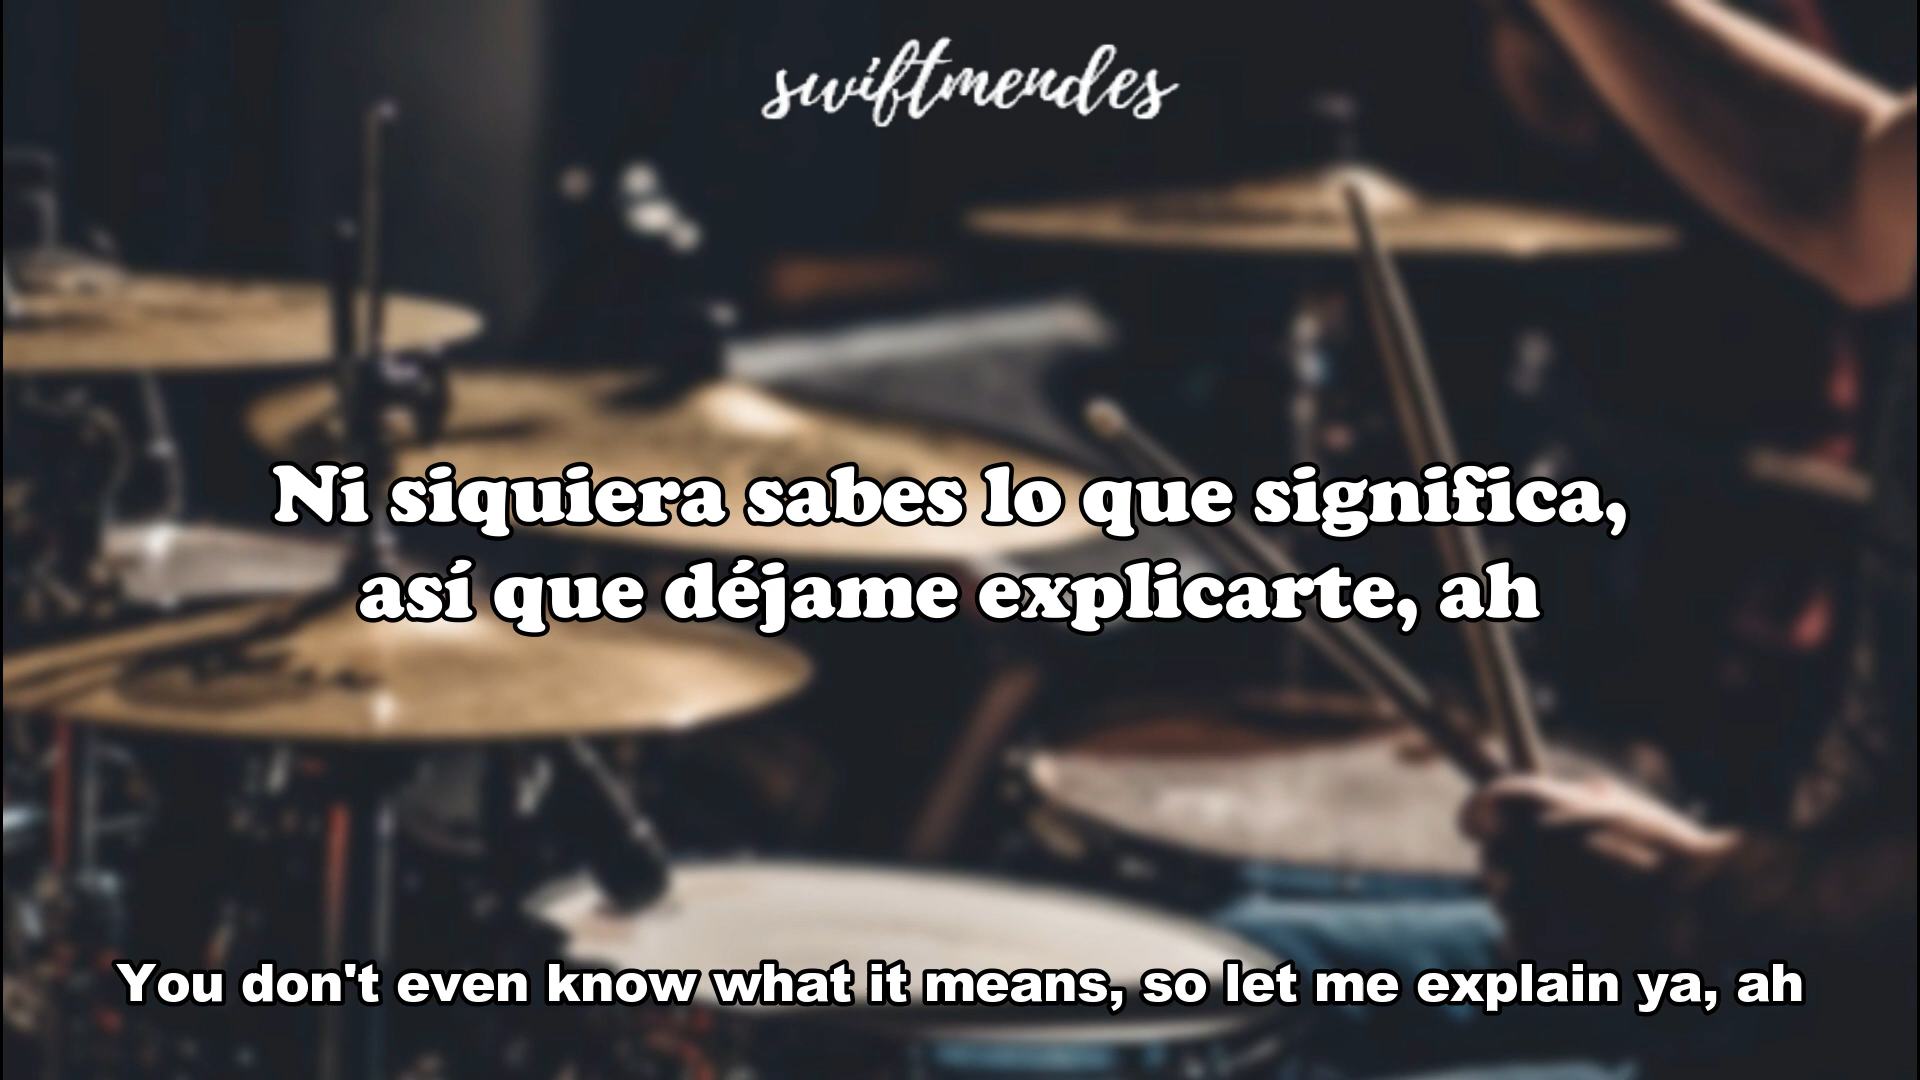 swiftmendes
Ni siquiera sabes lo que significa,
así que déjame explicarte, ah
You don't even know what it means, so let me explain ya, ah